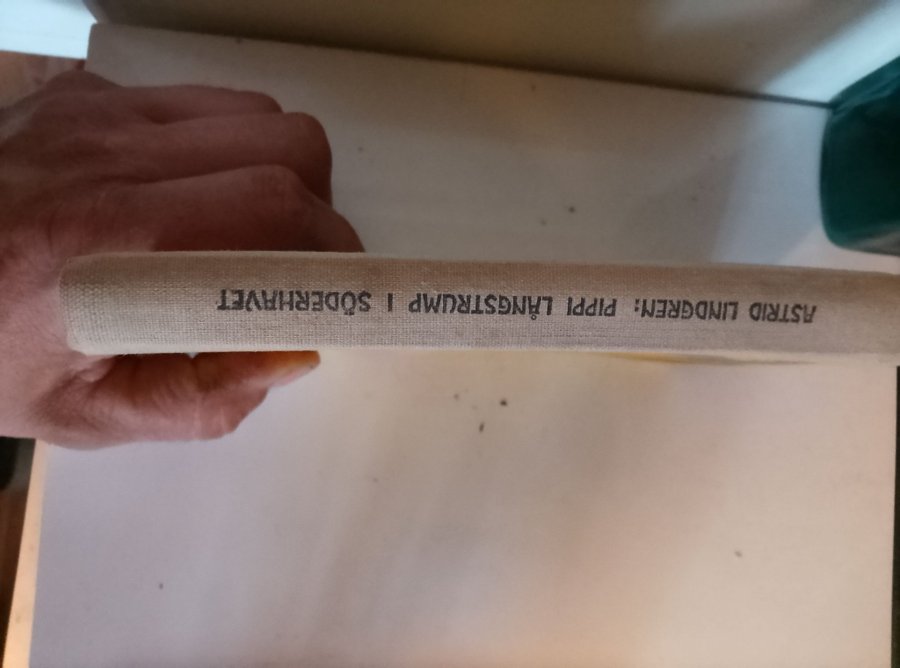 ASTRID LINDGREN: PIPPI LÅNGSTRUMP I SÖDERHAVET